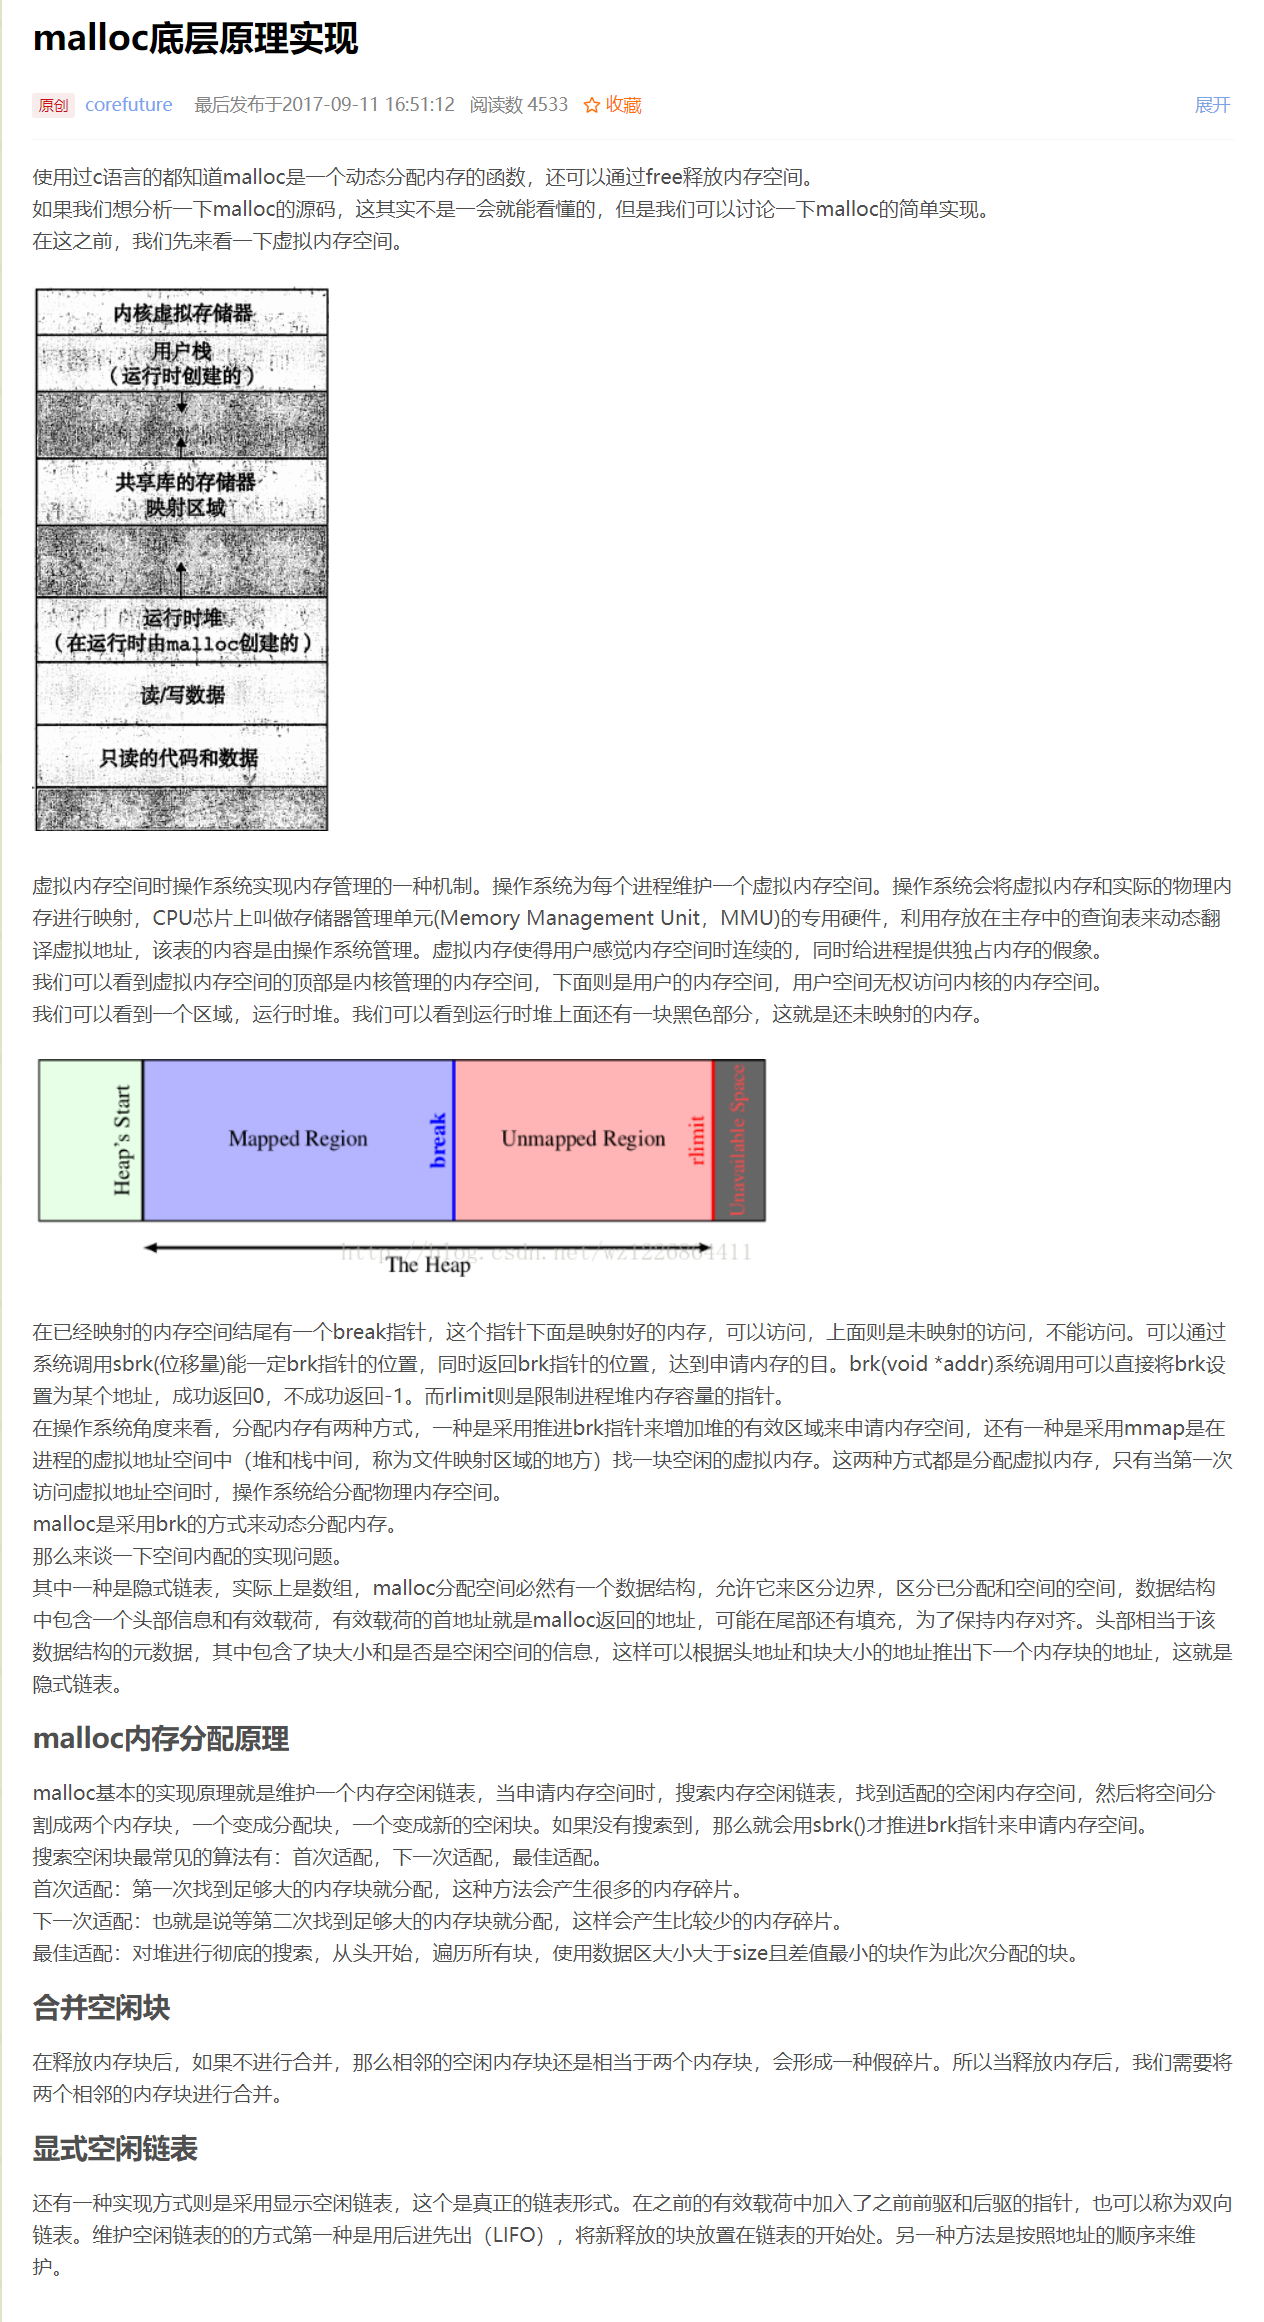 malloc底层原理实现
原创 corefuture 最后发布于2017-09-11 16:51:12 阅读数 4533 收藏 展开
使用过c语言的都知道malloc是一个动态分配内存的函数，还可以通过free释放内存空间。
如果我们想分析一下malloc的源码，这其实不是一会就能看懂的，但是我们可以讨论一下malloc的简单实现。
在这之前，我们先来看一下虚拟内存空间。
内核虚拟存储器
用户栈
（运行时创建的）
共享库的存储器
映射区域
运行时堆
（在运行时由malloc创建的）
读/写数据
只读的代码和数据
虚拟内存空间时操作系统实现内存管理的一种机制。操作系统为每个进程维护一个虚拟内存空间。操作系统会将虚拟内存和实际的物理内
存进行映射，CPU芯片上叫做存储器管理单元(Memory Management Unit，MMU)的专用硬件，利用存放在主存中的查询表来动态翻
译虚拟地址，该表的内容是由操作系统管理。虚拟内存使得用户感觉内存空间时连续的，同时给进程提供独占内存的假象。
我们可以看到虚拟内存空间的顶部是内核管理的内存空间，下面则是用户的内存空间，用户空间无权访问内核的内存空间。
我们可以看到一个区域，运行时堆。我们可以看到运行时堆上面还有一块黑色部分，这就是还未映射的内存。
Heap's Start
Mapped Region
break
Unmapped Region
rlimit
Unavailable Space
The Heap
在已经映射的内存空间结尾有一个break指针，这个指针下面是映射好的内存，可以访问，上面则是未映射的访问，不能访问。可以通过
系统调用sbrk(位移量)能一定brk指针的位置，同时返回brk指针的位置，达到申请内存的目。brk(void *addr)系统调用可以直接将brk设
置为某个地址，成功返回0，不成功返回-1。而rlimit则是限制进程堆内存容量的指针。
在操作系统角度来看，分配内存有两种方式，一种是采用推进brk指针来增加堆的有效区域来申请内存空间，还有一种是采用mmap是在
进程的虚拟地址空间中（堆和栈中间，称为文件映射区域的地方）找一块空闲的虚拟内存。这两种方式都是分配虚拟内存，只有当第一次
访问虚拟地址空间时，操作系统给分配物理内存空间。
malloc是采用brk的方式来动态分配内存。
那么来谈一下空间内配的实现问题。
其中一种是隐式链表，实际上是数组，malloc分配空间必然有一个数据结构，允许它来区分边界，区分已分配和空间的空间，数据结构
中包含一个头部信息和有效载荷，有效载荷的首地址就是malloc返回的地址，可能在尾部还有填充，为了保持内存对齐。头部相当于该
数据结构的元数据，其中包含了块大小和是否是空闲空间的信息，这样可以根据头地址和块大小的地址推出下一个内存块的地址，这就是
隐式链表。
malloc内存分配原理
malloc基本的实现原理就是维护一个内存空闲链表，当申请内存空间时，搜索内存空闲链表，找到适配的空闲内存空间，然后将空间分
割成两个内存块，一个变成分配块，一个变成新的空闲块。如果没有搜索到，那么就会用sbrk()才推进brk指针来申请内存空间。
搜索空闲块最常见的算法有：首次适配，下一次适配，最佳适配。
首次适配：第一次找到足够大的内存块就分配，这种方法会产生很多的内存碎片。
下一次适配：也就是说等第二次找到足够大的内存块就分配，这样会产生比较少的内存碎片。
最佳适配：对堆进行彻底的搜索，从头开始，遍历所有块，使用数据区大小大于size且差值最小的块作为此次分配的块。
合并空闲块
在释放内存块后，如果不进行合并，那么相邻的空闲内存块还是相当于两个内存块，会形成一种假碎片。所以当释放内存后，我们需要将
两个相邻的内存块进行合并。
显式空闲链表
还有一种实现方式则是采用显示空闲链表，这个是真正的链表形式。在之前的有效载荷中加入了之前前驱和后驱的指针，也可以称为双向
链表。维护空闲链表的的方式第一种是用后进先出（LIFO），将新释放的块放置在链表的开始处。另一种方法是按照地址的顺序来维
护。